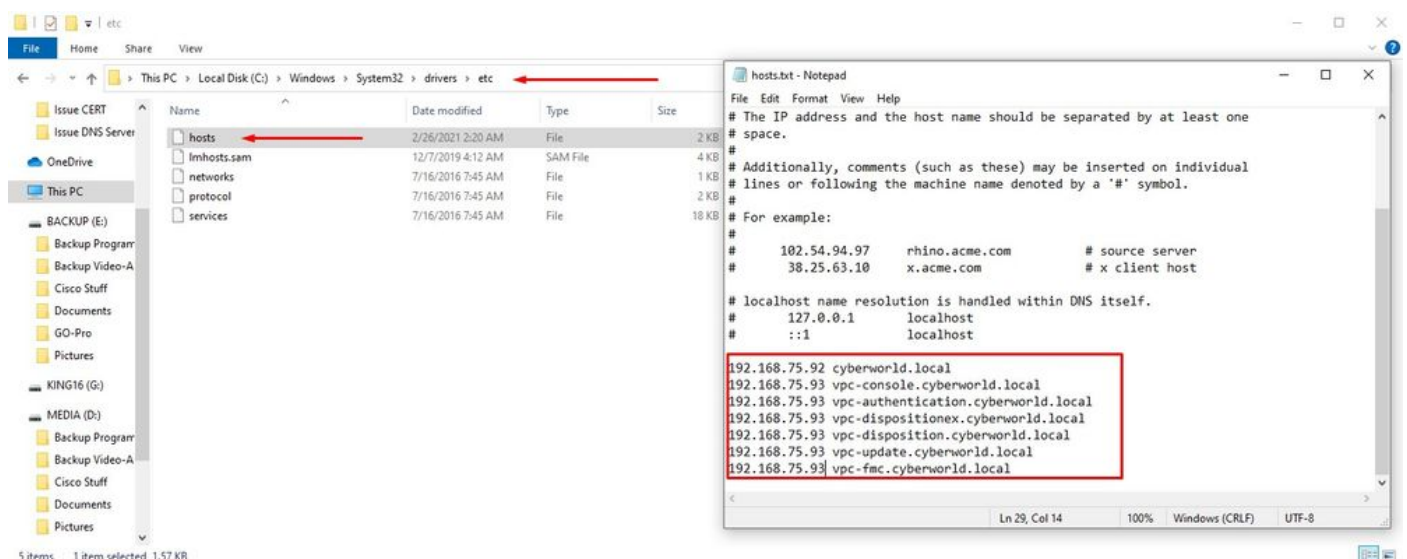 etc
File Home Share View
This PC > Local Disk (C:) > Windows > System32 > drivers > etc
Issue CERT
Issue DNS Server
OneDrive
This PC
BACKUP (E:)
Backup Program
Backup Video-A
Cisco Stuff
Documents
GO-Pro
Pictures
KING16 (G:)
MEDIA (D:)
Backup Program
Backup Video-A
Cisco Stuff
Documents
Pictures
Name Date modified Type Size
hosts 2/26/2021 2:20 AM File 2 KB
lmhosts.sam 12/7/2019 4:12 AM SAM File 4 KB
networks 7/16/2016 7:45 AM File 1 KB
protocol 7/16/2016 7:45 AM File 2 KB
services 7/16/2016 7:45 AM File 18 KB
5 items 1 item selected 1.57 KB
hosts.txt - Notepad
File Edit Format View Help
# The IP address and the host name should be separated by at least one
# space.
#
# Additionally, comments (such as these) may be inserted on individual
# lines or following the machine name denoted by a '#' symbol.
#
# For example:
#
# 102.54.94.97 rhino.acme.com # source server
# 38.25.63.10 x.acme.com # x client host
# localhost name resolution is handled within DNS itself.
# 127.0.0.1 localhost
# ::1 localhost
192.168.75.92 cyberworld.local
192.168.75.93 vpc-console.cyberworld.local
192.168.75.93 vpc-authentication.cyberworld.local
192.168.75.93 vpc-dispositionex.cyberworld.local
192.168.75.93 vpc-disposition.cyberworld.local
192.168.75.93 vpc-update.cyberworld.local
192.168.75.93 vpc-fmc.cyberworld.local
Ln 29, Col 14 100% Windows (CRLF) UTF-8